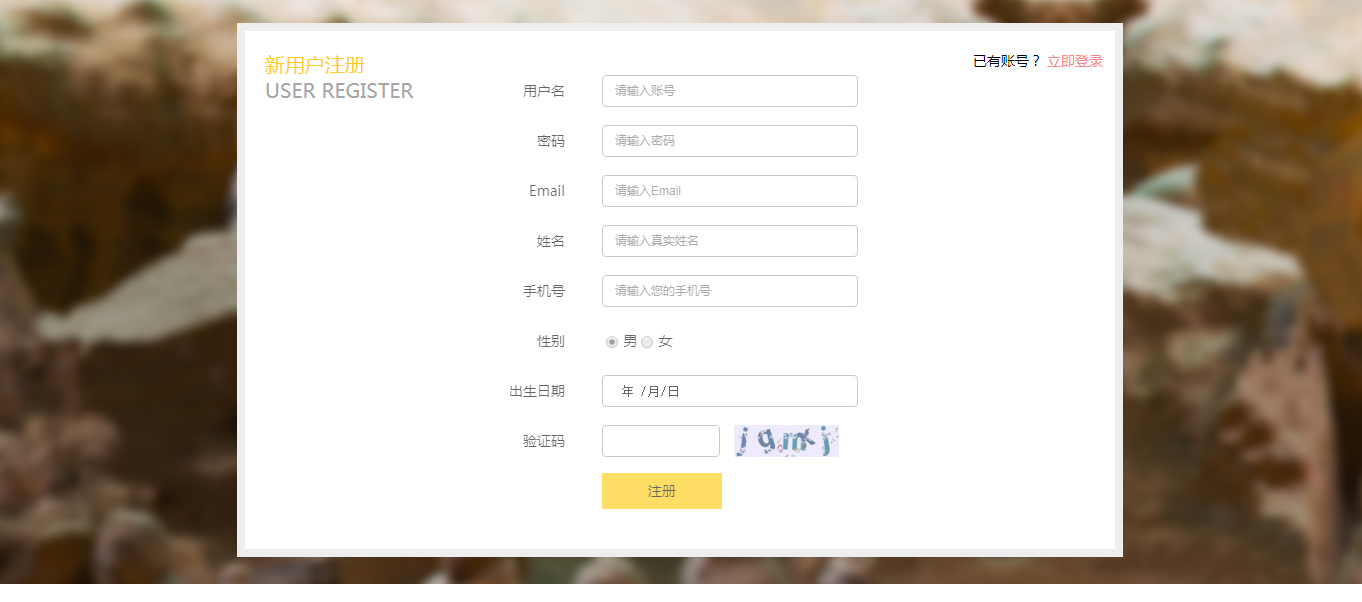 新用户注册
USER REGISTER
已有账号？ 立即登录
用户名 请输入账号
密码 请输入密码
Email 请输入Email
姓名 请输入真实姓名
手机号 请输入您的手机号
性别 男 女
出生日期 年 /月/日
验证码
注册